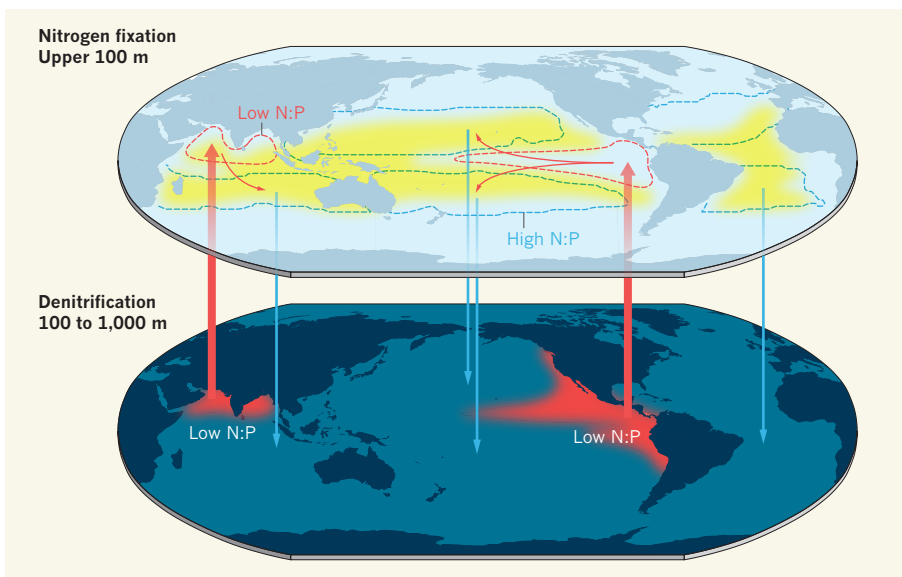 Nitrogen fixation
Upper 100 m
Low N:P
High N:P
Denitrification
100 to 1,000 m
Low N:P
Low N:P